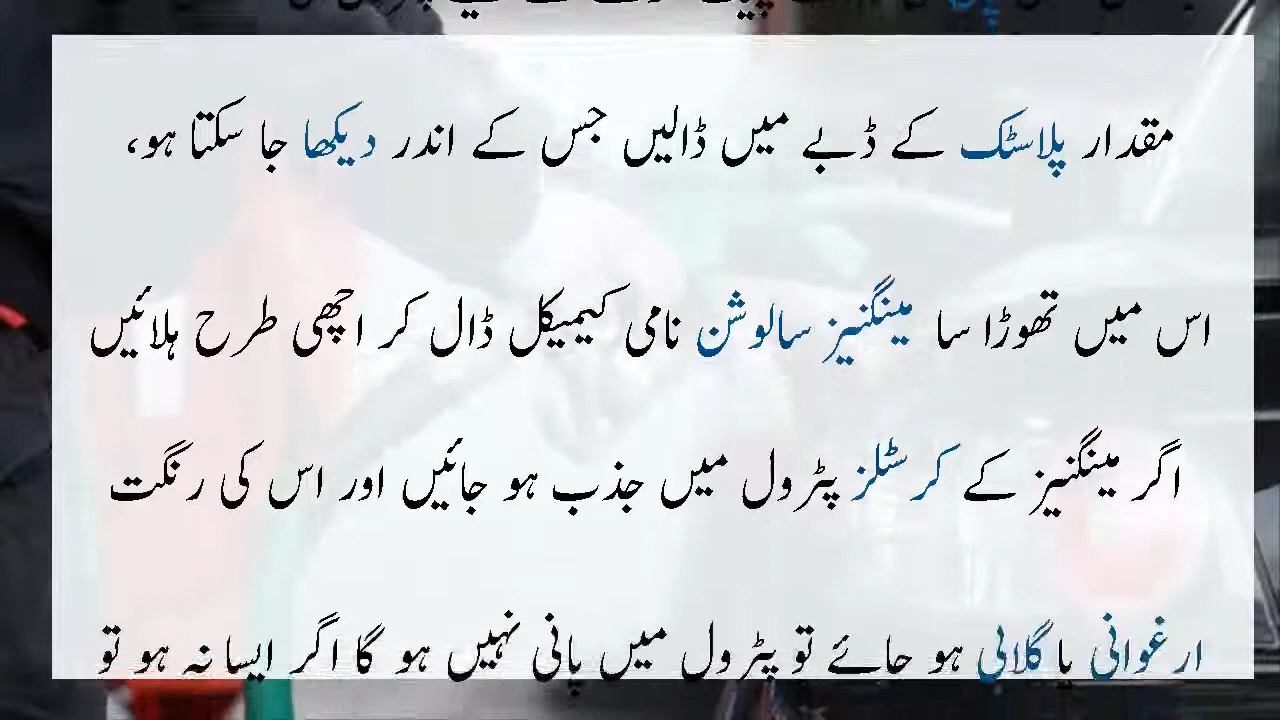 مقدار پلاسٹک کے ڈبے میں ڈالیں جس کے اندر دیکھا جا سکتا ہو،
اس میں تھوڑا سا مینگنیز سالوشن نامی کیمیکل ڈال کر اچھی طرح ہلائیں
اگر مینگنیز کے کرسٹلز پٹرول میں جذب ہو جائیں اور اس کی رنگت
ارغوانی یا گلابی ہو جائے تو پٹرول میں پانی نہیں ہو گا اگر ایسا نہ ہو تو